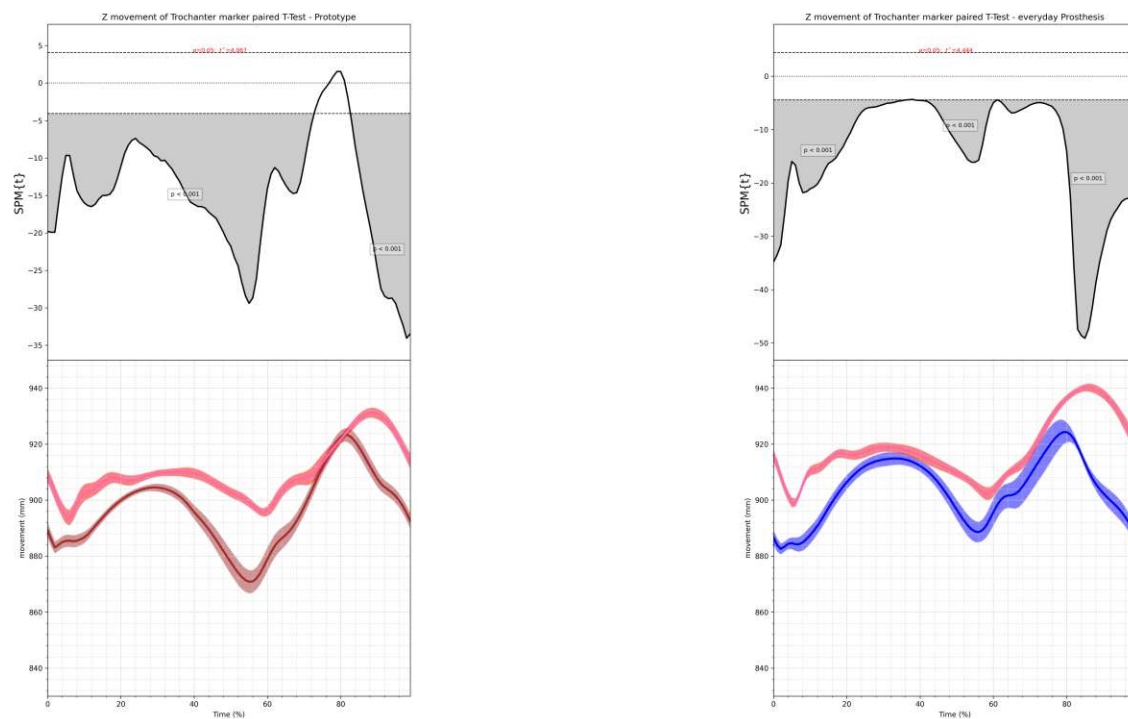 Z movement of Trochanter marker paired T-Test - Prototype
5
0
−5
−10
−15
−20
−25
−30
−35
SPM{t}
p < 0.001
p < 0.001
940
920
900
880
860
840
movement (mm)
0 20 40 60 80
Time (%)
Z movement of Trochanter marker paired T-Test - everyday Prosthesis
0
−10
−20
−30
−40
−50
SPM{t}
p < 0.001
p < 0.001
p < 0.001
940
920
900
880
860
840
movement (mm)
0 20 40 60 80
Time (%)